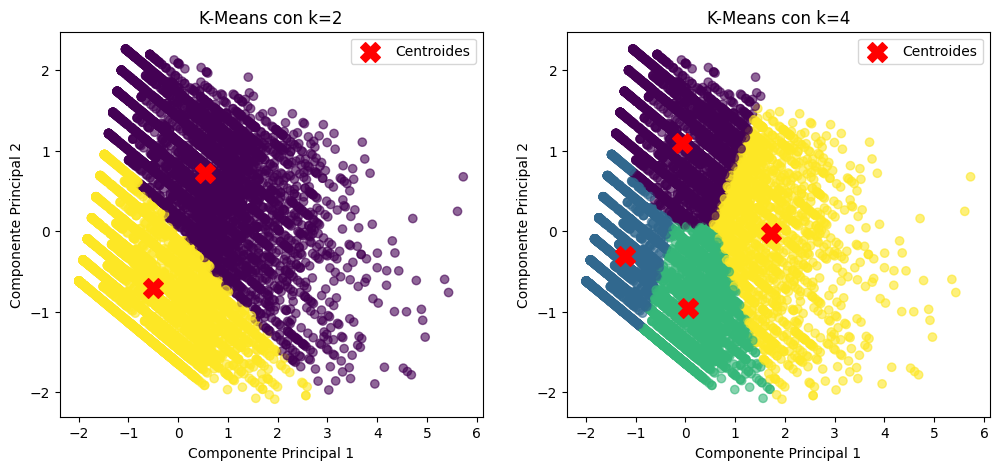 K-Means con k=2
Centroides
Componente Principal 2
2
1
0
−1
−2
−2 −1 0 1 2 3 4 5 6
Componente Principal 1
K-Means con k=4
Centroides
Componente Principal 2
2
1
0
−1
−2
−2 −1 0 1 2 3 4 5 6
Componente Principal 1